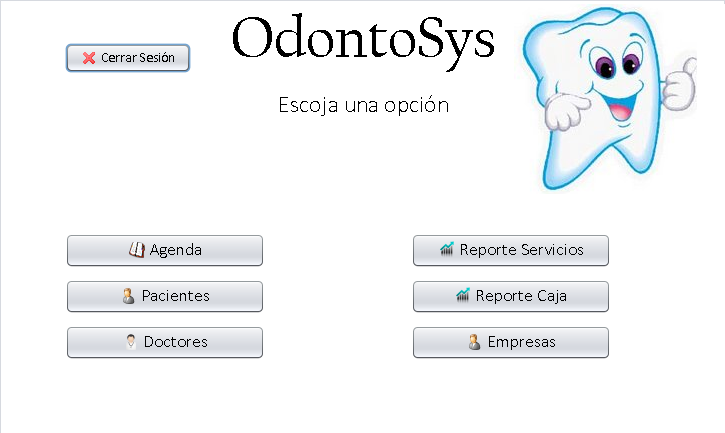 OdontoSys
Cerrar Sesión
Escoja una opción
Agenda
Reporte Servicios
Pacientes
Reporte Caja
Doctores
Empresas